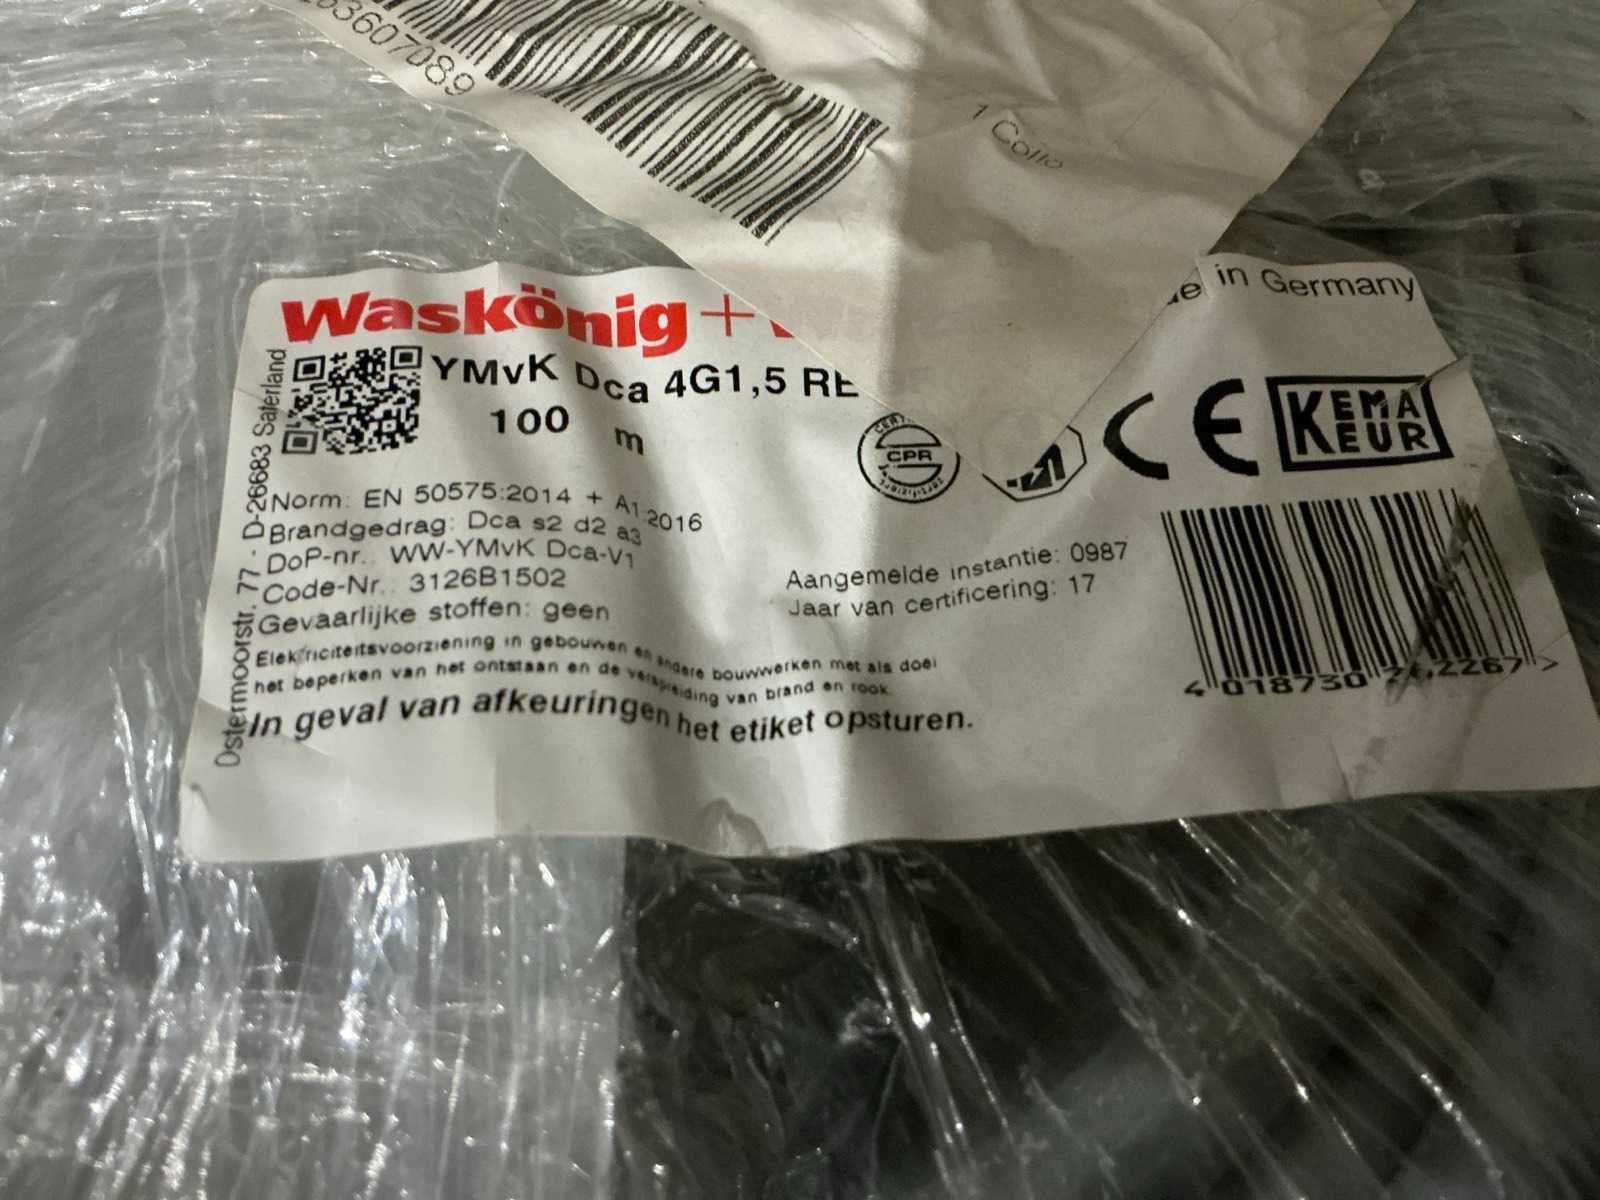 3607089
1 Collo
Waskönig+
in Germany
YMvK Dca 4G1,5 RE
100 m
CPR
CE
KEMA
KEUR
Norm: EN 50575:2014 + A1:2016
Brandgedrag: Dca s2 d2 a3
DoP-nr.: WW-YMvK Dca-V1
Code-Nr.: 3126B1502
Gevaarlijke stoffen: geen
Aangemelde instantie: 0987
Jaar van certificering: 17
Elektriciteitsvoorziening in gebouwen en andere bouwwerken met als doel
het beperken van het ontstaan en de verspreiding van brand en rook.
In geval van afkeuringen het etiket opsturen.
Ostermoorstr. 77 · D-26683 Saterland
4 018730